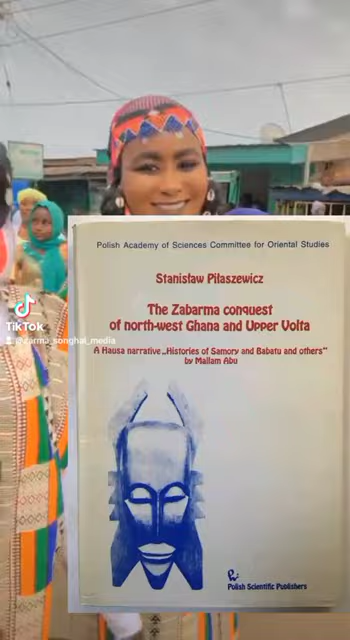 Polish Academy of Sciences Committee for Oriental Studies
Stanisław Piłaszewicz
The Zabarma conquest
of north-west Ghana and Upper Volta
A Hausa narrative „Histories of Samory and Babatu and others”
by Mallam Abu
TikTok
@zarma_songhai_media
Polish Scientific Publishers